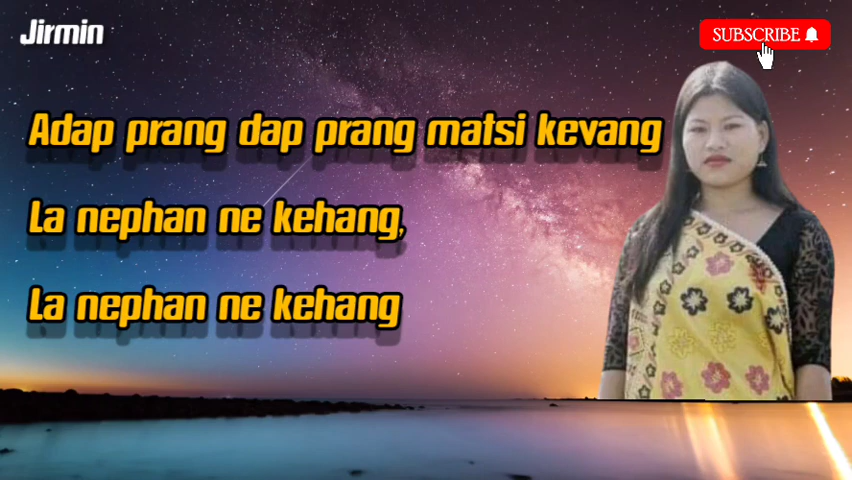 Jirmin
SUBSCRIBE
Adap prang dap prang matsi kevang
La nephan ne kehang,
La nephan ne kehang